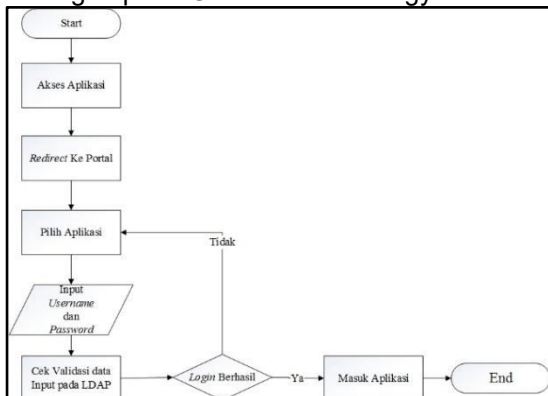 Start
Akses Aplikasi
Redirect Ke Portal
Pilih Aplikasi
Tidak
Input
Username
dan
Password
Cek Validasi data
Input pada LDAP
Login Berhasil
Ya
Masuk Aplikasi
End